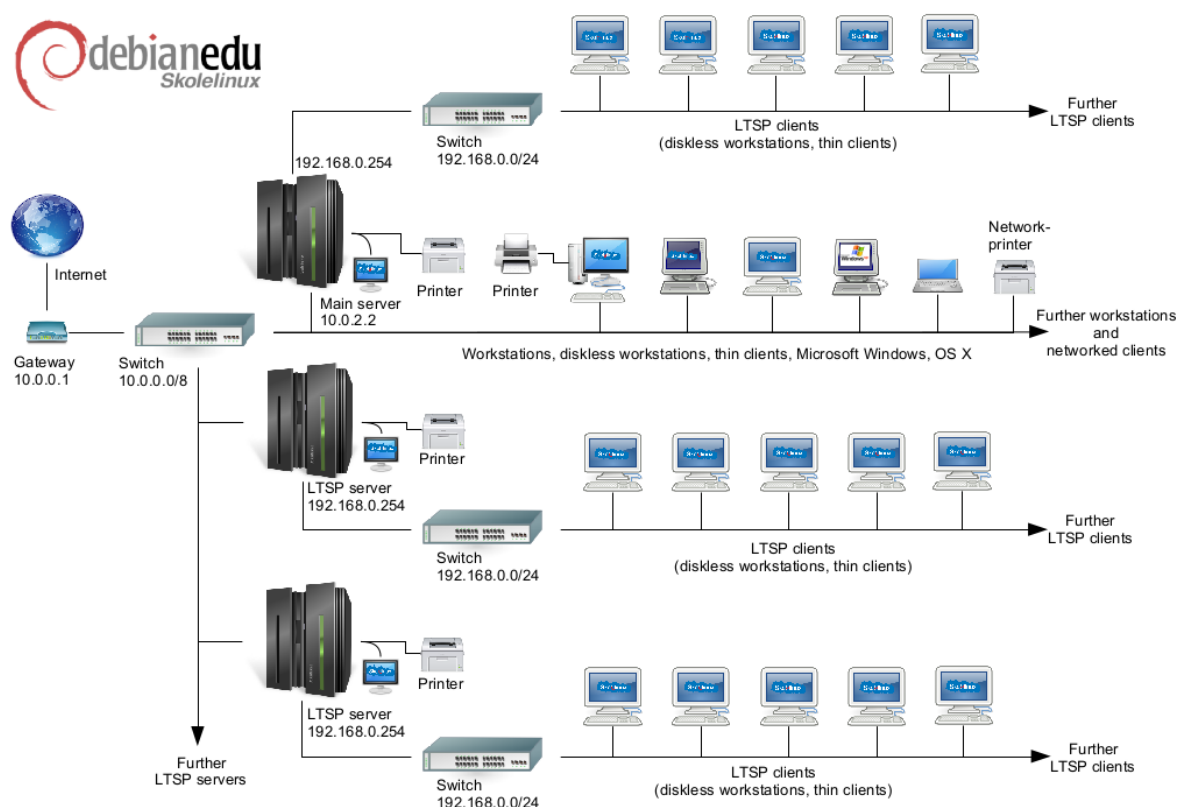 debianedu
Skolelinux
Switch
192.168.0.0/24
LTSP clients
(diskless workstations, thin clients)
Further
LTSP clients
192.168.0.254
Internet
Printer
Printer
Network-
printer
Main server
10.0.2.2
Gateway
10.0.0.1
Switch
10.0.0.0/8
Workstations, diskless workstations, thin clients, Microsoft Windows, OS X
Further workstations
and
networked clients
Windows
Printer
LTSP server
192.168.0.254
Switch
192.168.0.0/24
LTSP clients
(diskless workstations, thin clients)
Further
LTSP clients
Printer
LTSP server
192.168.0.254
Switch
192.168.0.0/24
LTSP clients
(diskless workstations, thin clients)
Further
LTSP clients
Further
LTSP servers